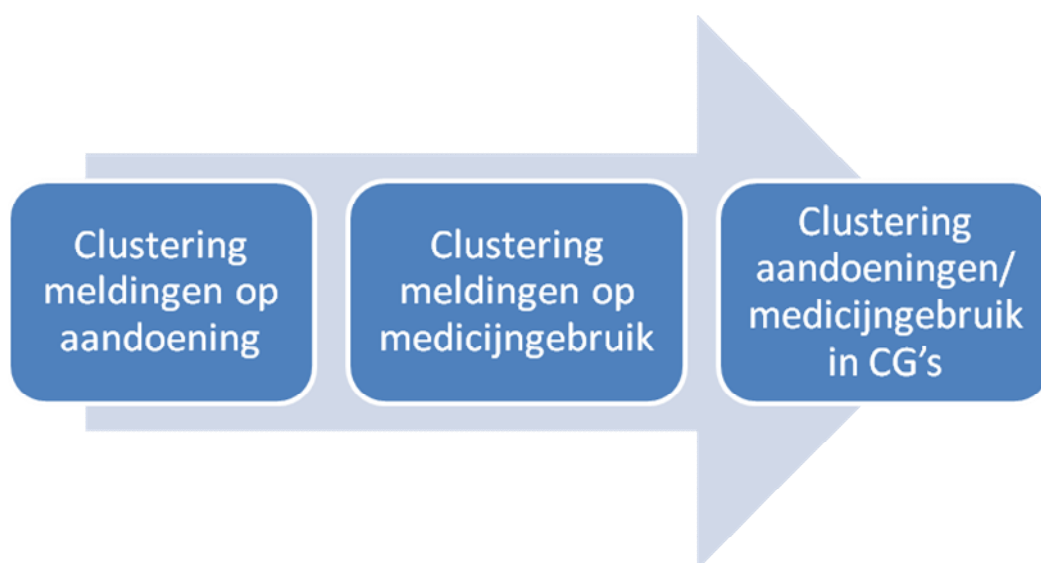 Clustering
meldingen op
aandoening
Clustering
meldingen op
medicijngebruik
Clustering
aandoeningen/
medicijngebruik
in CG’s